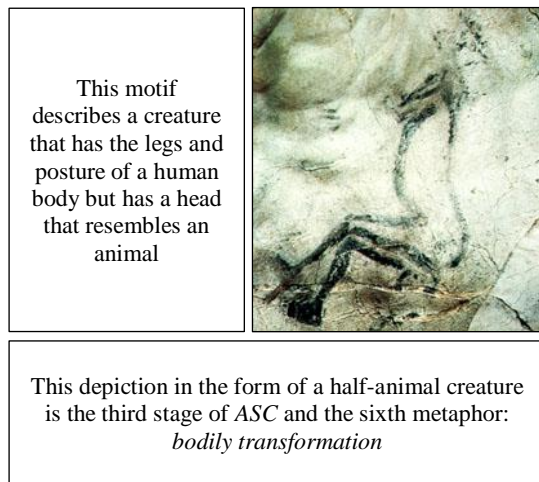 This motif
describes a creature
that has the legs and
posture of a human
body but has a head
that resembles an
animal
This depiction in the form of a half-animal creature
is the third stage of ASC and the sixth metaphor:
bodily transformation